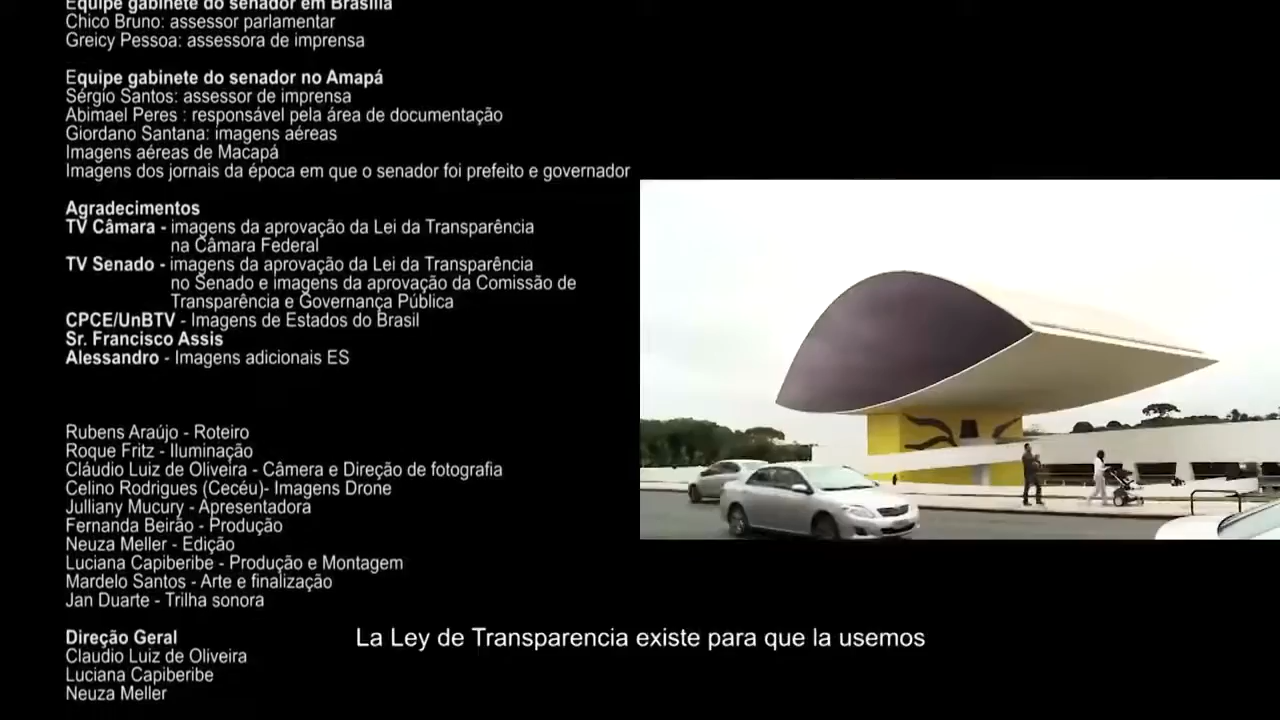 Equipe gabinete do senador em Brasília
Chico Bruno: assessor parlamentar
Greicy Pessoa: assessora de imprensa
Equipe gabinete do senador no Amapá
Sérgio Santos: assessor de imprensa
Abimael Peres : responsável pela área de documentação
Giordano Santana: imagens aéreas
Imagens aéreas de Macapá
Imagens dos jornais da época em que o senador foi prefeito e governador
Agradecimentos
TV Câmara - imagens da aprovação da Lei da Transparência
na Câmara Federal
TV Senado - imagens da aprovação da Lei da Transparência
no Senado e imagens da aprovação da Comissão de
Transparência e Governança Pública
CPCE/UnBTV - Imagens de Estados do Brasil
Sr. Francisco Assis
Alessandro - Imagens adicionais ES
Rubens Araújo - Roteiro
Roque Fritz - Iluminação
Cláudio Luiz de Oliveira - Câmera e Direção de fotografia
Celino Rodrigues (Cecéu)- Imagens Drone
Julliany Mucury - Apresentadora
Fernanda Beirão - Produção
Neuza Meller - Edição
Luciana Capiberibe - Produção e Montagem
Mardelo Santos - Arte e finalização
Jan Duarte - Trilha sonora
Direção Geral
Claudio Luiz de Oliveira
Luciana Capiberibe
Neuza Meller
La Ley de Transparencia existe para que la usemos